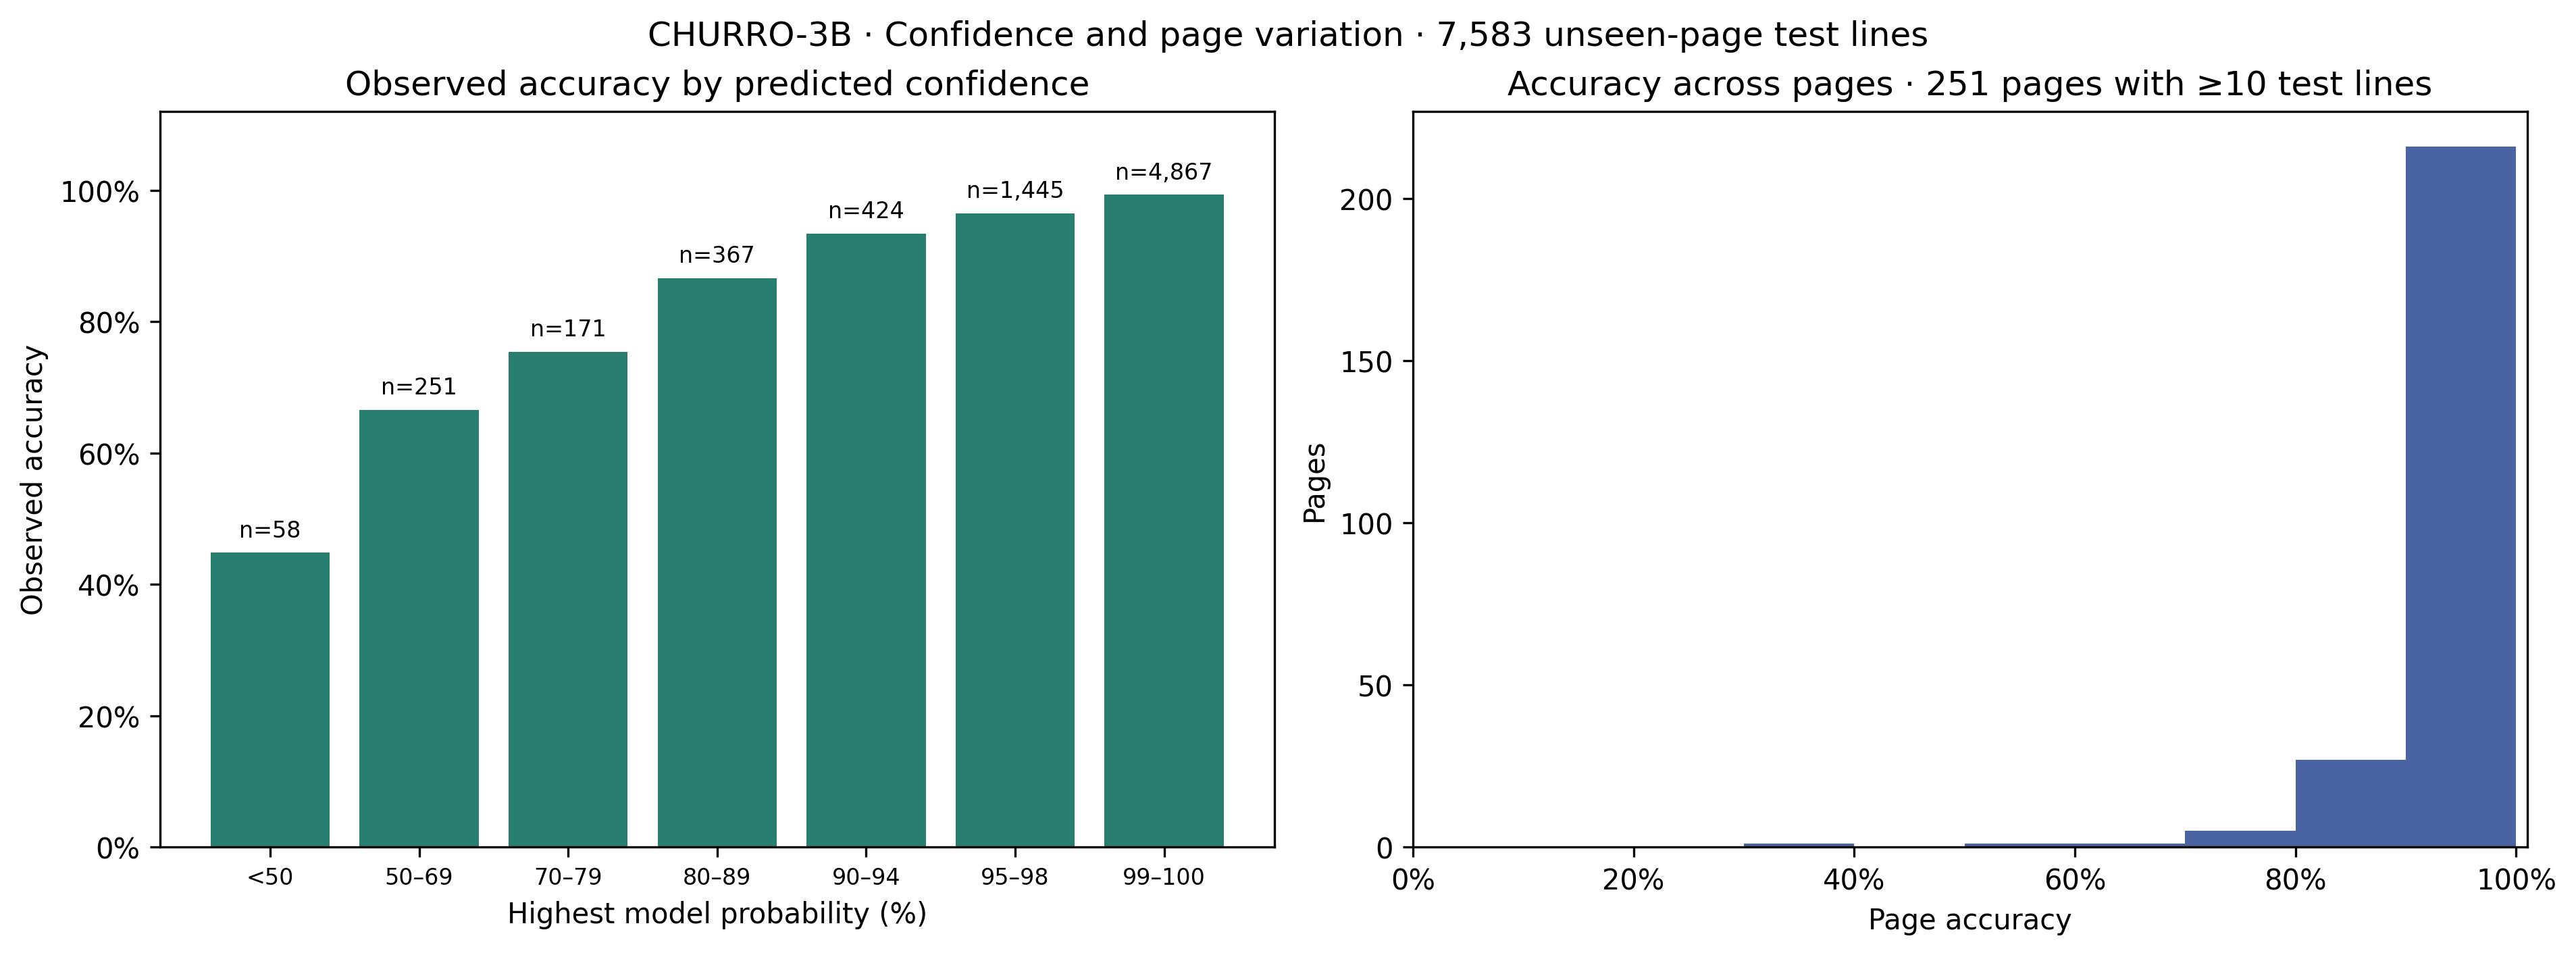 CHURRO-3B · Confidence and page variation · 7,583 unseen-page test lines
Observed accuracy by predicted confidence
Observed accuracy
100%
80%
60%
40%
20%
0%
n=58
n=251
n=171
n=367
n=424
n=1,445
n=4,867
<50
50–69
70–79
80–89
90–94
95–98
99–100
Highest model probability (%)
Accuracy across pages · 251 pages with ≥10 test lines
Pages
200
150
100
50
0
0%
20%
40%
60%
80%
100%
Page accuracy